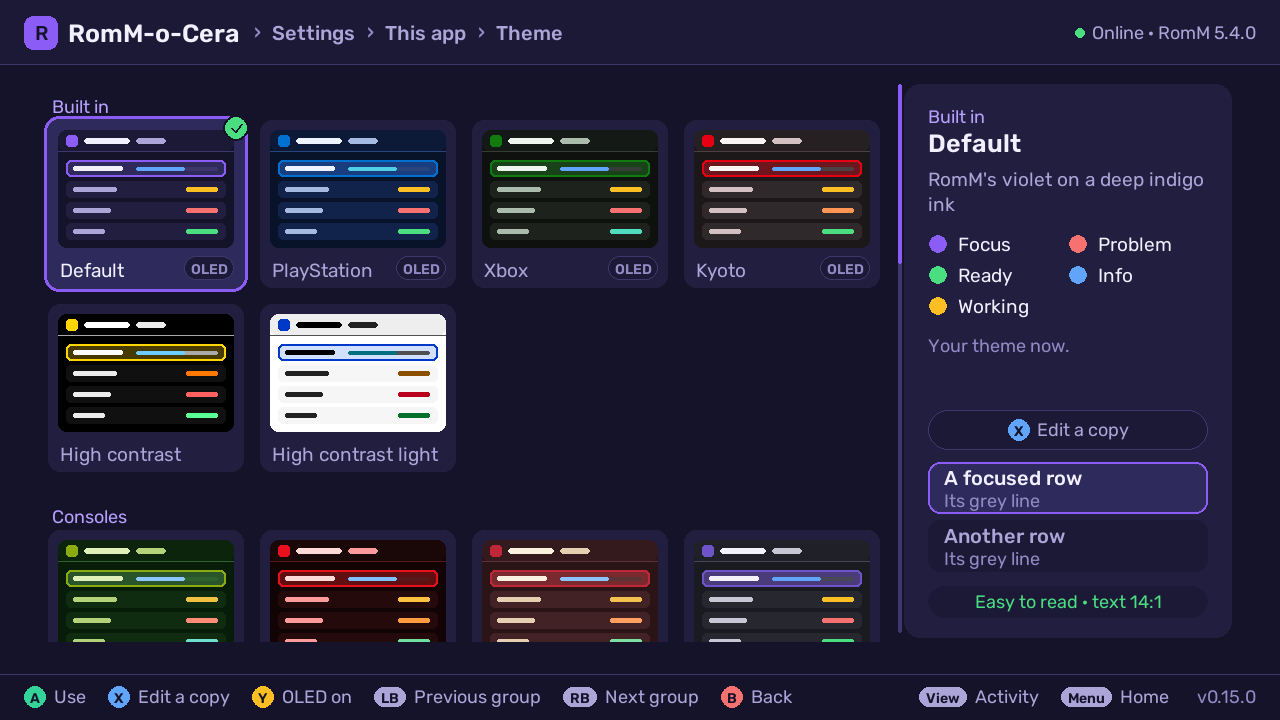 R RomM-o-Cera › Settings › This app › Theme
Online • RomM 5.4.0
Built in
Default OLED
PlayStation OLED
Xbox OLED
Kyoto OLED
High contrast
High contrast light
Consoles
Built in
Default
RomM's violet on a deep indigo
ink
Focus
Problem
Ready
Info
Working
Your theme now.
X Edit a copy
A focused row
Its grey line
Another row
Its grey line
Easy to read • text 14:1
A Use X Edit a copy Y OLED on LB Previous group RB Next group B Back
View Activity Menu Home v0.15.0